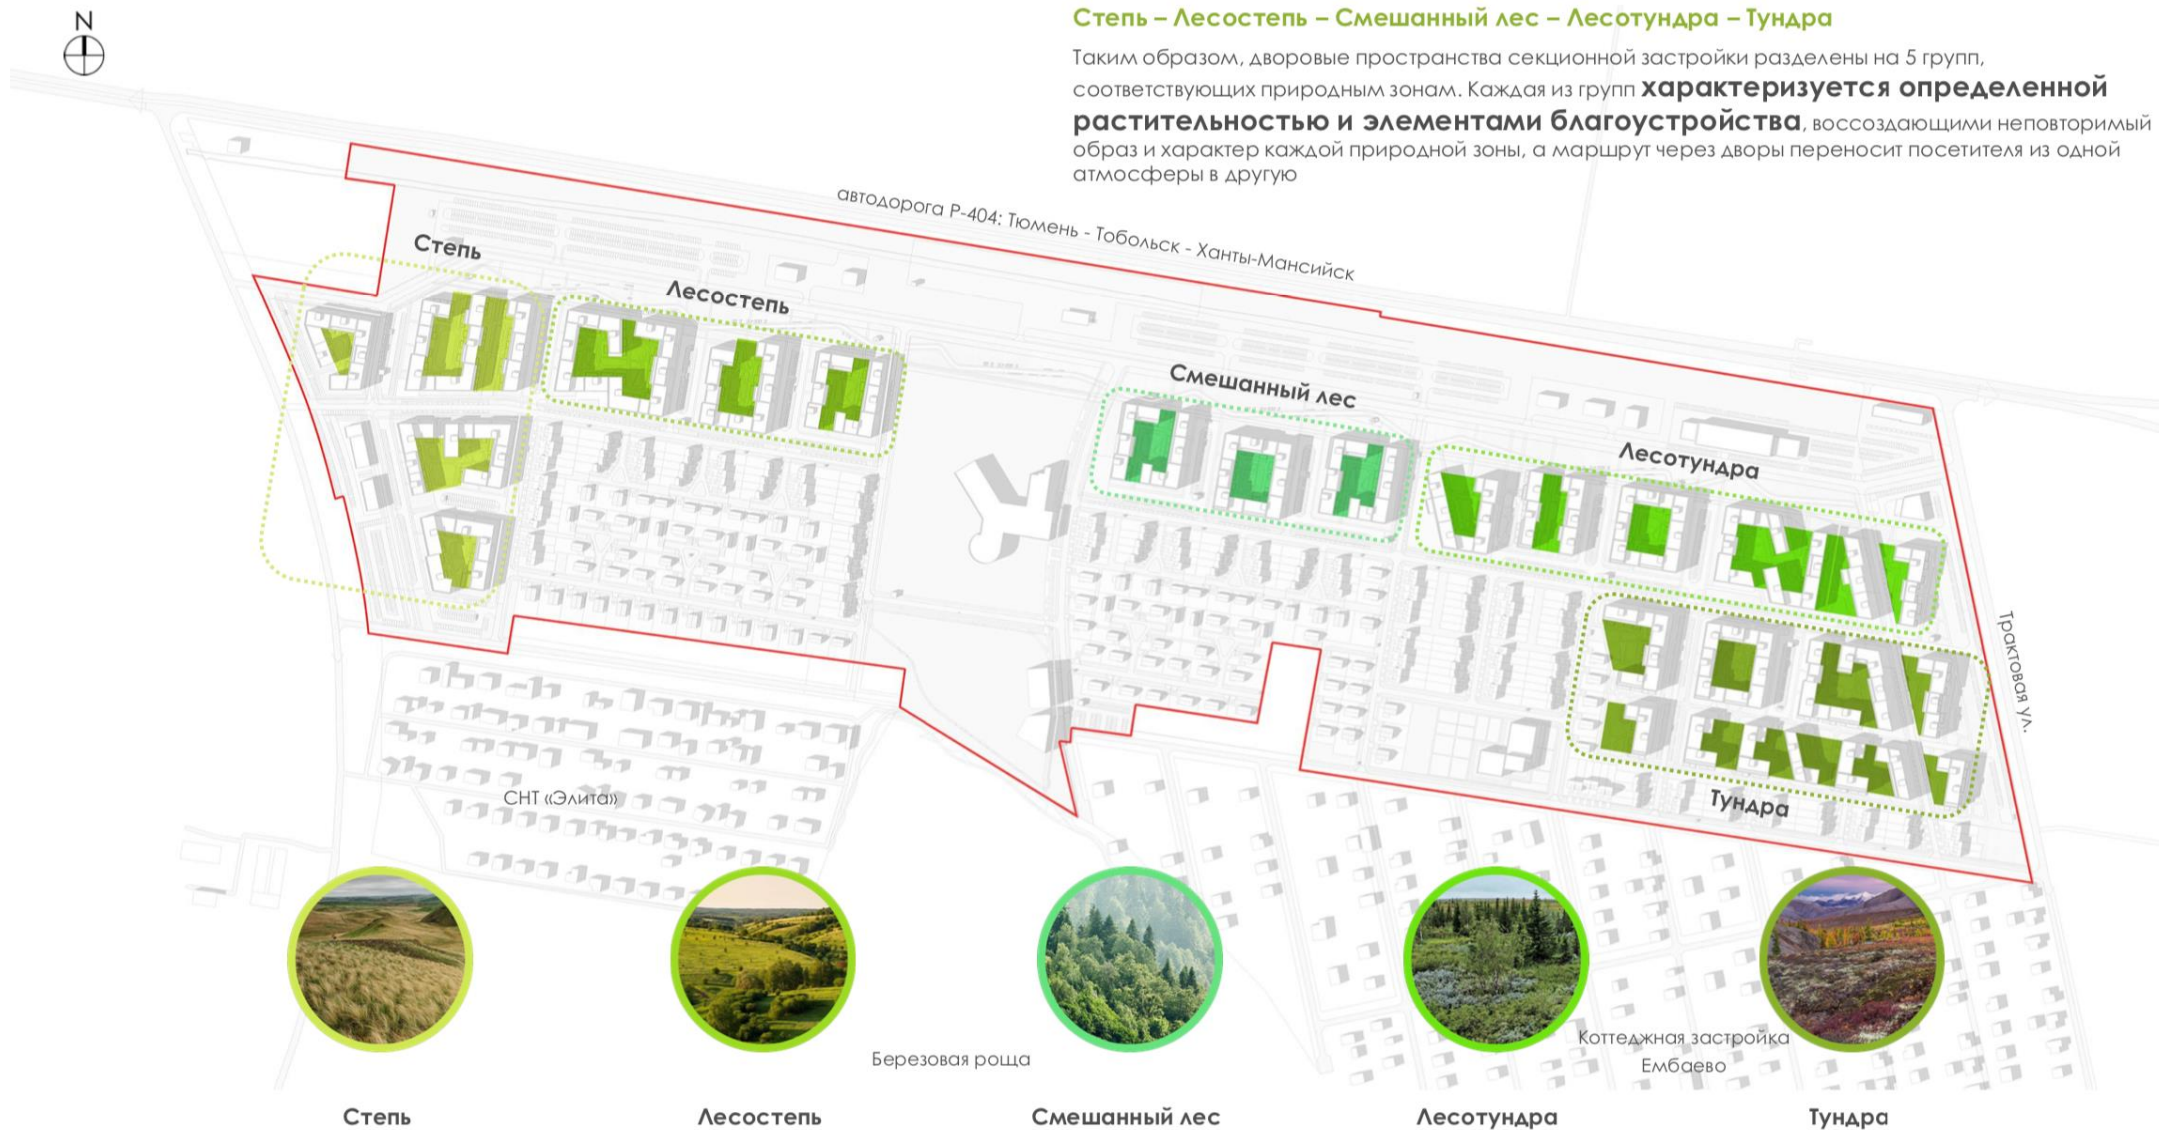 N
Степь – Лесостепь – Смешанный лес – Лесотундра – Тундра
Таким образом, дворовые пространства секционной застройки разделены на 5 групп,
соответствующих природным зонам. Каждая из групп характеризуется определенной
растительностью и элементами благоустройства, воссоздающими неповторимый
образ и характер каждой природной зоны, а маршрут через дворы переносит посетителя из одной
атмосферы в другую
автодорога Р-404: Тюмень - Тобольск - Ханты-Мансийск
Степь
Лесостепь
Смешанный лес
Лесотундра
Трактовая ул.
Тундра
СНТ «Элита»
Березовая роща
Коттеджная застройка
Ембаево
Степь
Лесостепь
Смешанный лес
Лесотундра
Тундра